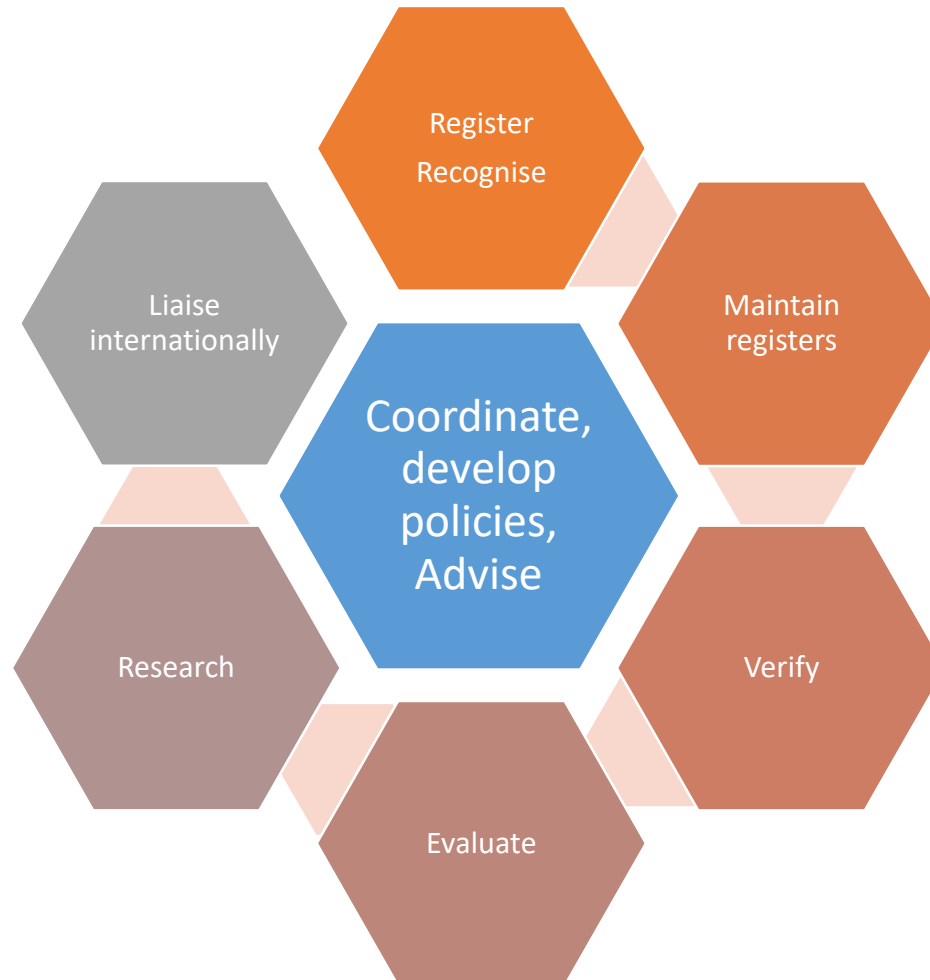 Register
Recognise
Liaise
internationally
Maintain
registers
Coordinate,
develop
policies,
Advise
Research
Verify
Evaluate